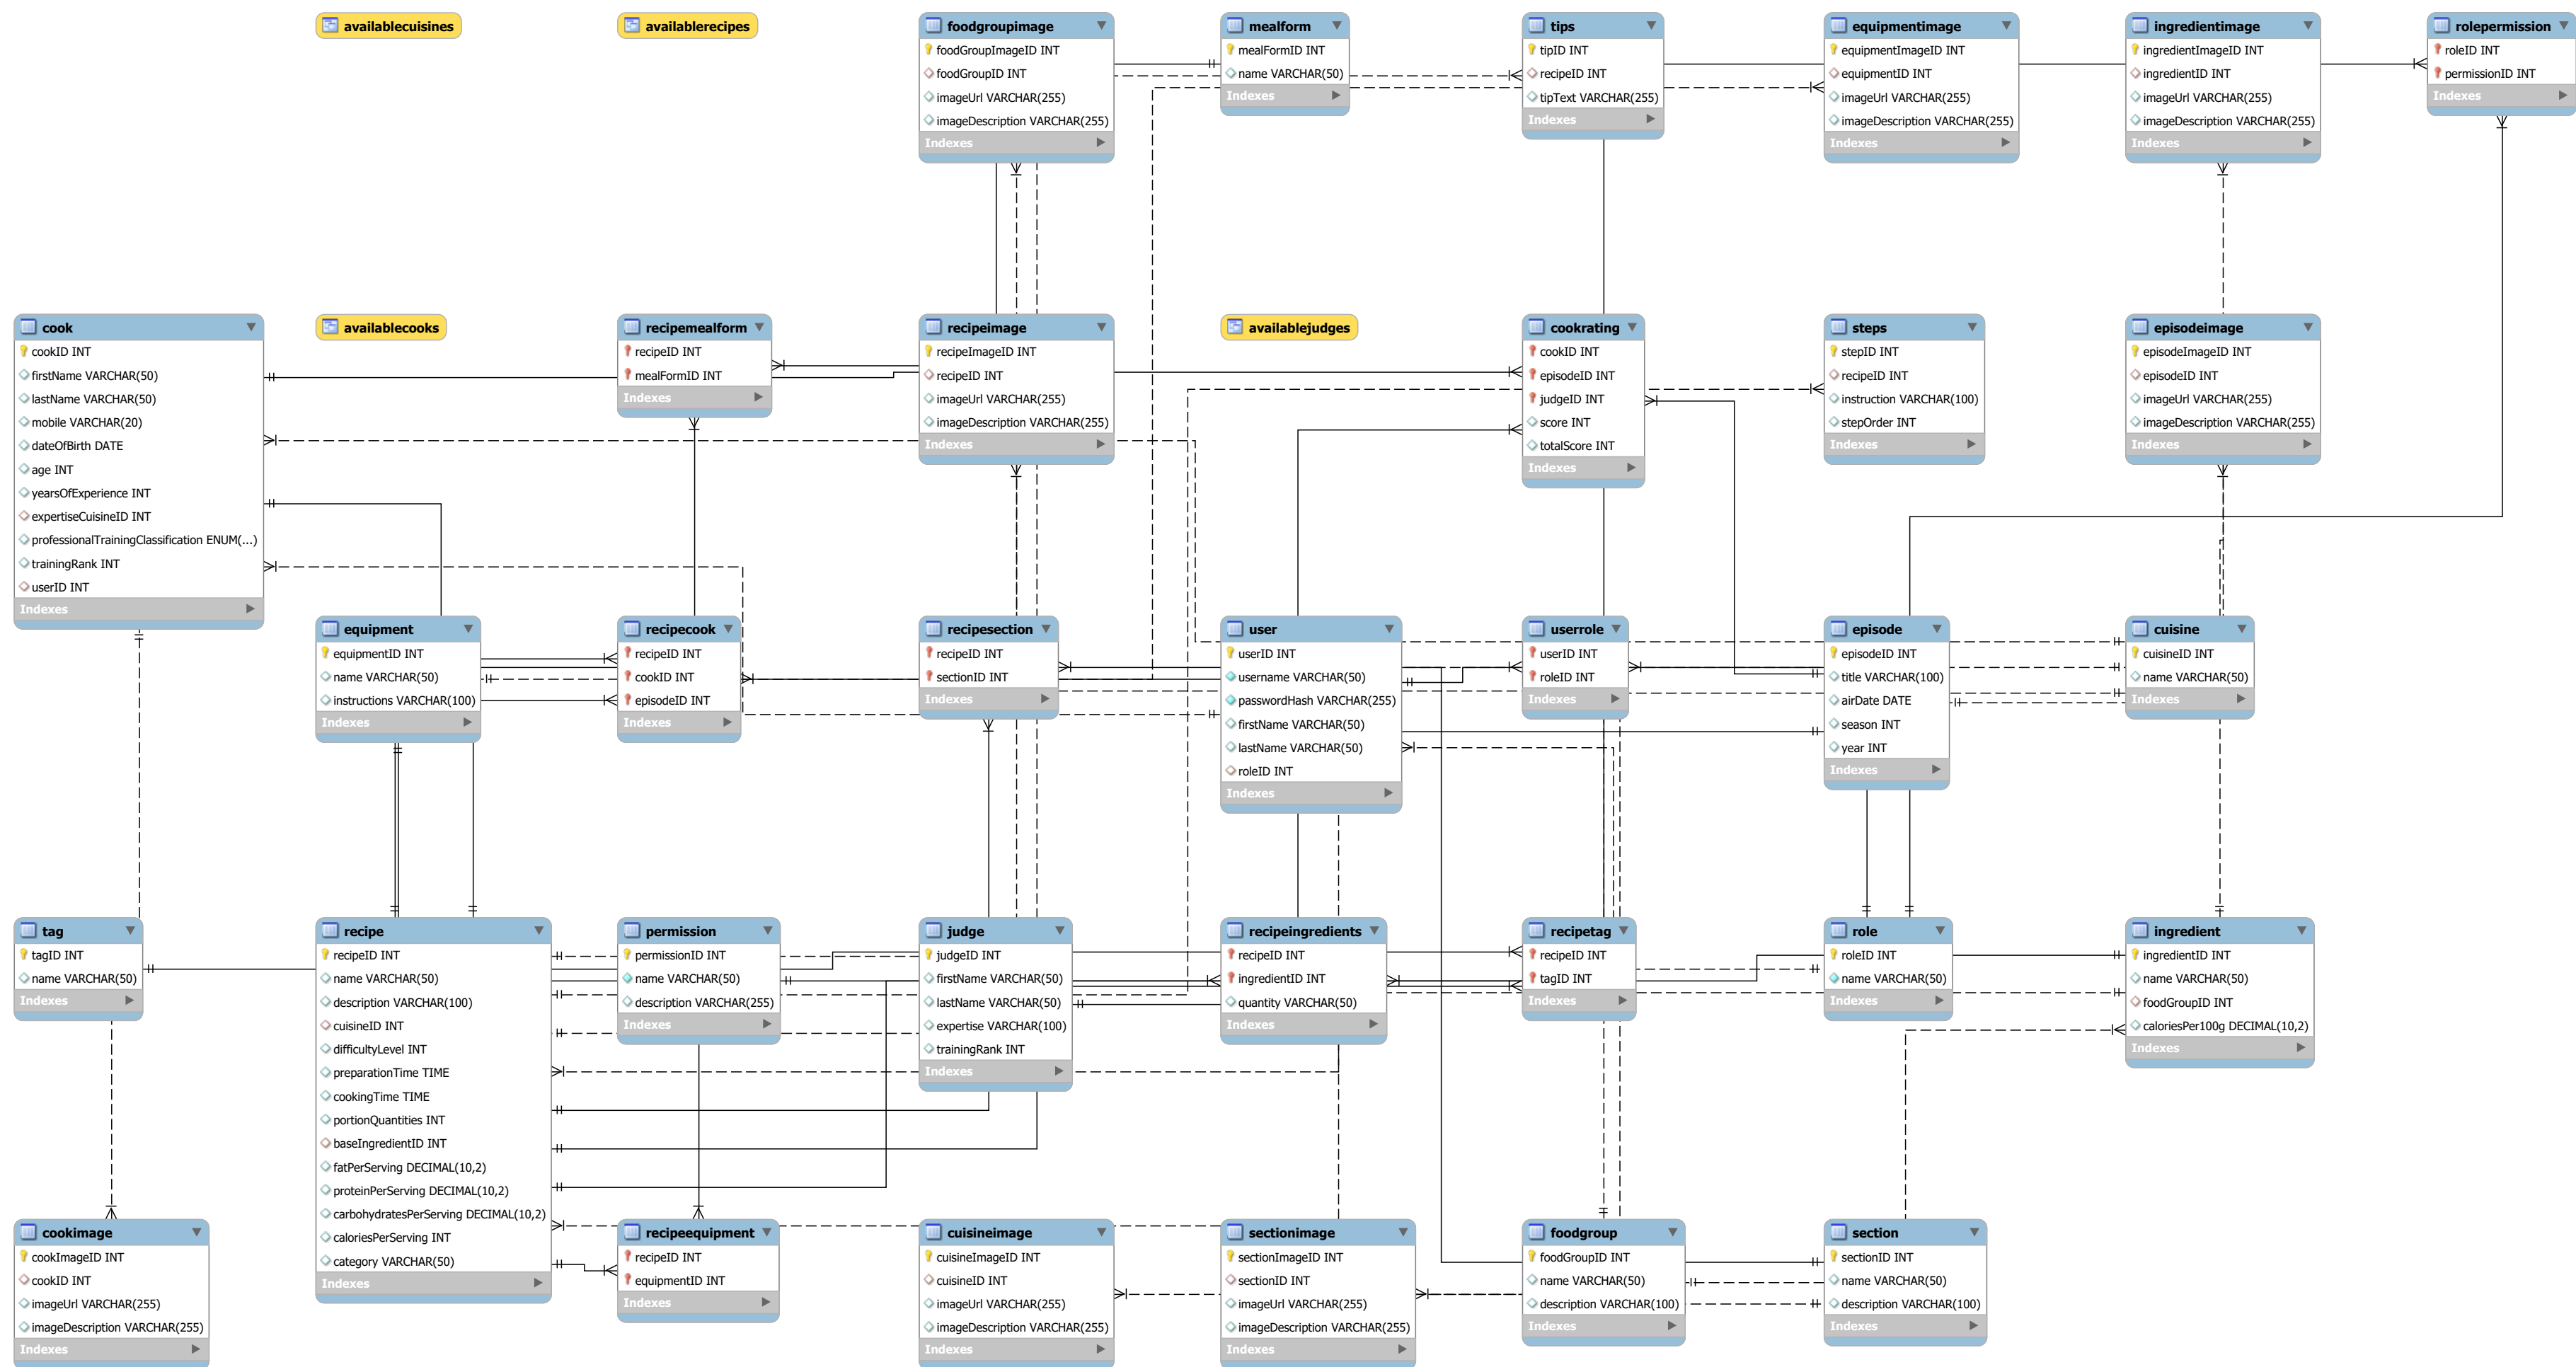 availablecuisines
availablerecipes
foodgroupimage
foodGroupImageID INT
foodGroupID INT
imageUrl VARCHAR(255)
imageDescription VARCHAR(255)
Indexes
mealform
mealFormID INT
name VARCHAR(50)
Indexes
tips
tipID INT
recipeID INT
tipText VARCHAR(255)
Indexes
equipmentimage
equipmentImageID INT
equipmentID INT
imageUrl VARCHAR(255)
imageDescription VARCHAR(255)
Indexes
ingredientimage
ingredientImageID INT
ingredientID INT
imageUrl VARCHAR(255)
imageDescription VARCHAR(255)
Indexes
rolepermission
roleID INT
permissionID INT
Indexes
cook
cookID INT
firstName VARCHAR(50)
lastName VARCHAR(50)
mobile VARCHAR(20)
dateOfBirth DATE
age INT
yearsOfExperience INT
expertiseCuisineID INT
professionalTrainingClassification ENUM(...)
trainingRank INT
userID INT
Indexes
availablecooks
recipemealform
recipeID INT
mealFormID INT
Indexes
recipeimage
recipeImageID INT
recipeID INT
imageUrl VARCHAR(255)
imageDescription VARCHAR(255)
Indexes
availablejudges
cookrating
cookID INT
episodeID INT
judgeID INT
score INT
totalScore INT
Indexes
steps
stepID INT
recipeID INT
instruction VARCHAR(100)
stepOrder INT
Indexes
episodeimage
episodeImageID INT
episodeID INT
imageUrl VARCHAR(255)
imageDescription VARCHAR(255)
Indexes
equipment
equipmentID INT
name VARCHAR(50)
instructions VARCHAR(100)
Indexes
recipecook
recipeID INT
cookID INT
episodeID INT
Indexes
recipesection
recipeID INT
sectionID INT
Indexes
user
userID INT
username VARCHAR(50)
passwordHash VARCHAR(255)
firstName VARCHAR(50)
lastName VARCHAR(50)
roleID INT
Indexes
userrole
userID INT
roleID INT
Indexes
episode
episodeID INT
title VARCHAR(100)
airDate DATE
season INT
year INT
Indexes
cuisine
cuisineID INT
name VARCHAR(50)
Indexes
tag
tagID INT
name VARCHAR(50)
Indexes
recipe
recipeID INT
name VARCHAR(50)
description VARCHAR(100)
cuisineID INT
difficultyLevel INT
preparationTime TIME
cookingTime TIME
portionQuantities INT
baseIngredientID INT
fatPerServing DECIMAL(10,2)
proteinPerServing DECIMAL(10,2)
carbohydratesPerServing DECIMAL(10,2)
caloriesPerServing INT
category VARCHAR(50)
Indexes
permission
permissionID INT
name VARCHAR(50)
description VARCHAR(255)
Indexes
judge
judgeID INT
firstName VARCHAR(50)
lastName VARCHAR(50)
expertise VARCHAR(100)
trainingRank INT
Indexes
recipeingredients
recipeID INT
ingredientID INT
quantity VARCHAR(50)
Indexes
recipetag
recipeID INT
tagID INT
Indexes
role
roleID INT
name VARCHAR(50)
Indexes
ingredient
ingredientID INT
name VARCHAR(50)
foodGroupID INT
caloriesPer100g DECIMAL(10,2)
Indexes
cookimage
cookImageID INT
cookID INT
imageUrl VARCHAR(255)
imageDescription VARCHAR(255)
Indexes
recipeequipment
recipeID INT
equipmentID INT
Indexes
cuisineimage
cuisineImageID INT
cuisineID INT
imageUrl VARCHAR(255)
imageDescription VARCHAR(255)
Indexes
sectionimage
sectionImageID INT
sectionID INT
imageUrl VARCHAR(255)
imageDescription VARCHAR(255)
Indexes
foodgroup
foodGroupID INT
name VARCHAR(50)
description VARCHAR(100)
Indexes
section
sectionID INT
name VARCHAR(50)
description VARCHAR(100)
Indexes